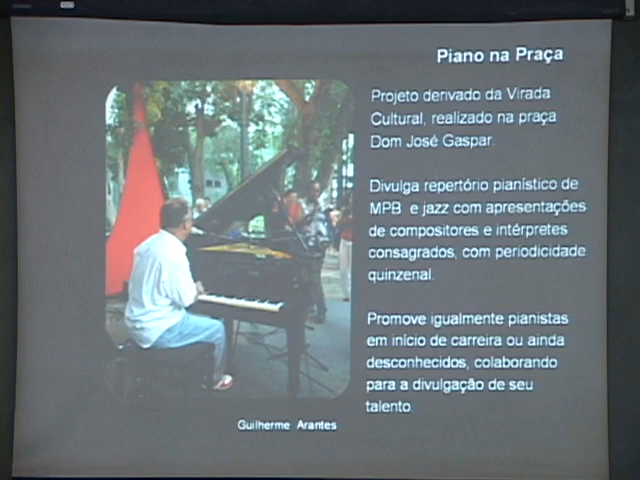 Piano na Praça
Projeto derivado da Virada
Cultural, realizado na praça
Dom José Gaspar.
Divulga repertório pianístico de
MPB e jazz com apresentações
de compositores e intérpretes
consagrados, com periodicidade
quinzenal.
Promove igualmente pianistas
em início de carreira ou ainda
desconhecidos, colaborando
para a divulgação de seu
talento.
Guilherme Arantes